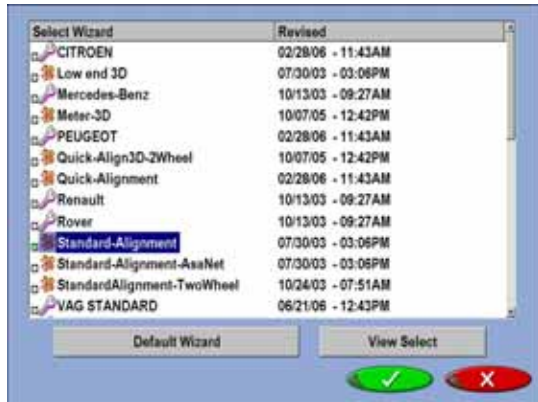 Select Wizard Revised
CITROEN 02/28/06 - 11:43AM
Low end 3D 07/30/03 - 03:06PM
Mercedes-Benz 10/13/03 - 09:27AM
Meter-3D 10/07/05 - 12:42PM
PEUGEOT 02/28/06 - 11:43AM
Quick-Align3D-2Wheel 10/07/05 - 12:42PM
Quick-Alignment 02/28/06 - 11:43AM
Renault 10/13/03 - 09:27AM
Rover 10/13/03 - 09:27AM
Standard-Alignment 07/30/03 - 03:06PM
Standard-Alignment-AsaNet 07/30/03 - 03:06PM
StandardAlignment-TwoWheel 10/24/03 - 07:51AM
VAG STANDARD 06/21/06 - 12:43PM
Default Wizard View Select